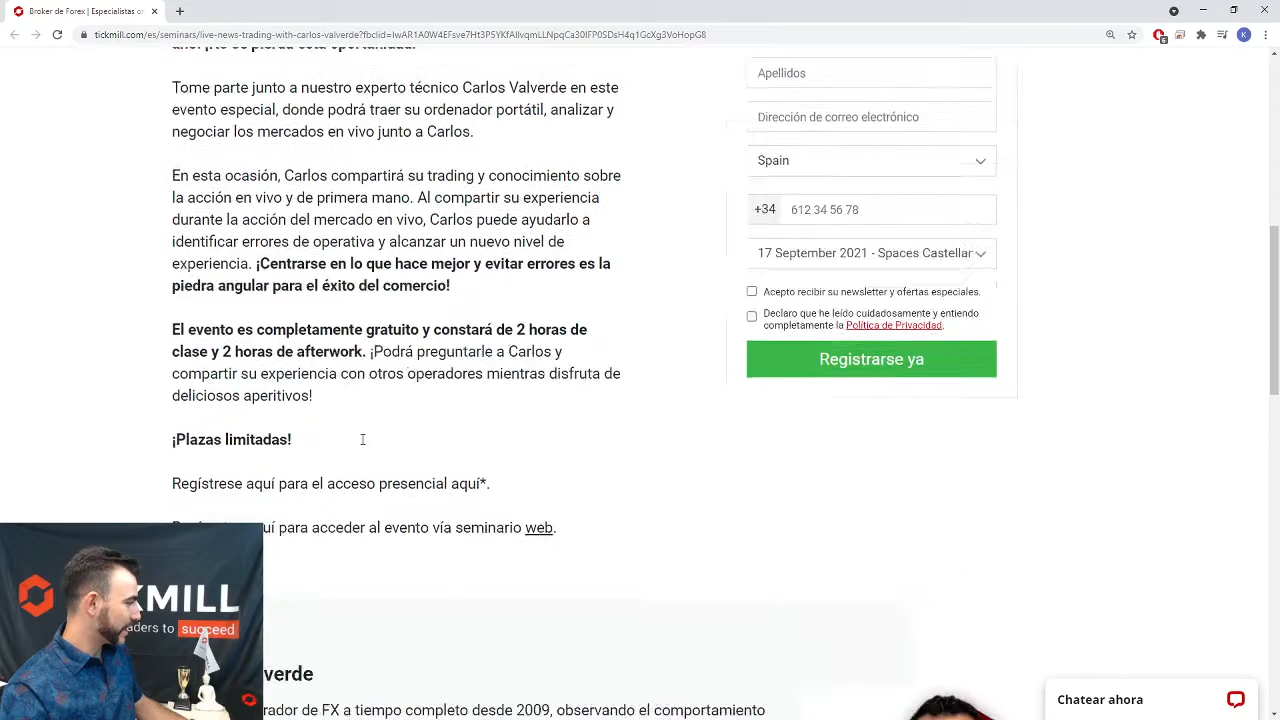 Broker de Forex | Especialistas o
tickmill.com/es/seminars/live-news-trading-with-carlos-valverde?fbclid=IwAR1A0W4EFsve7Ht3P5YKfAIlvqmLLNpqCa30IFP0SDsH4q1GcXg3VoHopG8
K
5
año! ¡No se pierda esta oportunidad!
Tome parte junto a nuestro experto técnico Carlos Valverde en este
evento especial, donde podrá traer su ordenador portátil, analizar y
negociar los mercados en vivo junto a Carlos.
En esta ocasión, Carlos compartirá su trading y conocimiento sobre
la acción en vivo y de primera mano. Al compartir su experiencia
durante la acción del mercado en vivo, Carlos puede ayudarlo a
identificar errores de operativa y alcanzar un nuevo nivel de
experiencia. ¡Centrarse en lo que hace mejor y evitar errores es la
piedra angular para el éxito del comercio!
El evento es completamente gratuito y constará de 2 horas de
clase y 2 horas de afterwork. ¡Podrá preguntarle a Carlos y
compartir su experiencia con otros operadores mientras disfruta de
deliciosos aperitivos!
¡Plazas limitadas!
Regístrese aquí para el acceso presencial aquí*.
uí para acceder al evento vía seminario web.
verde
rador de FX a tiempo completo desde 2009, observando el comportamiento
Apellidos
Dirección de correo electrónico
Spain
+34 612 34 56 78
17 September 2021 - Spaces Castellar
Acepto recibir su newsletter y ofertas especiales.
Declaro que he leído cuidadosamente y entiendo
completamente la Política de Privacidad.
Registrarse ya
Chatear ahora
KMILL
aders to succeed